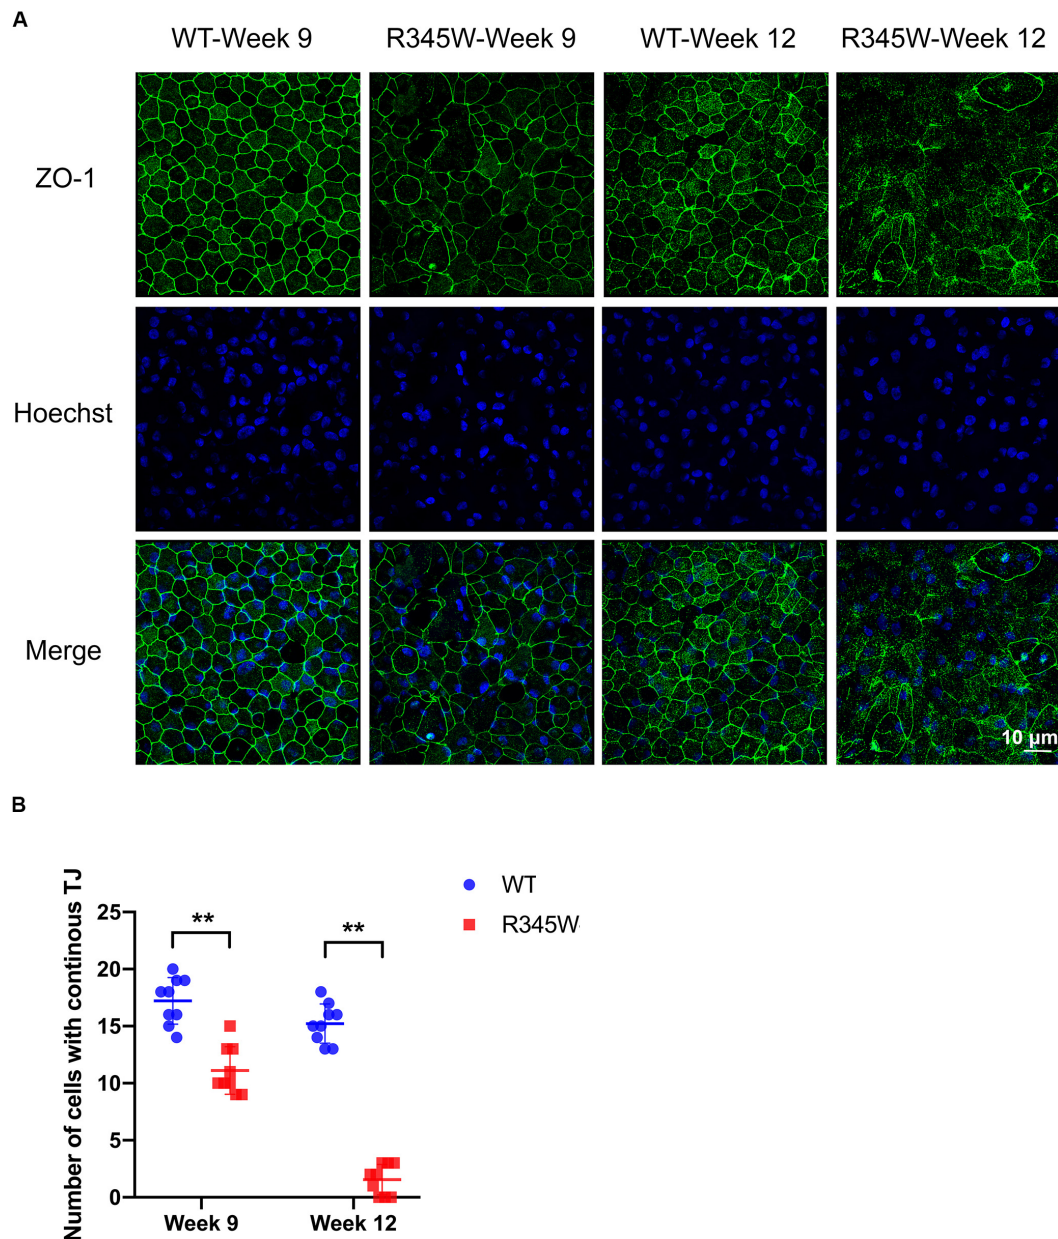 A
WT-Week 9
R345W-Week 9
WT-Week 12
R345W-Week 12
ZO-1
Hoechst
Merge
10 µm
B
Number of cells with continous TJ
25
20
15
10
5
0
**
**
Week 9
Week 12
WT
R345W